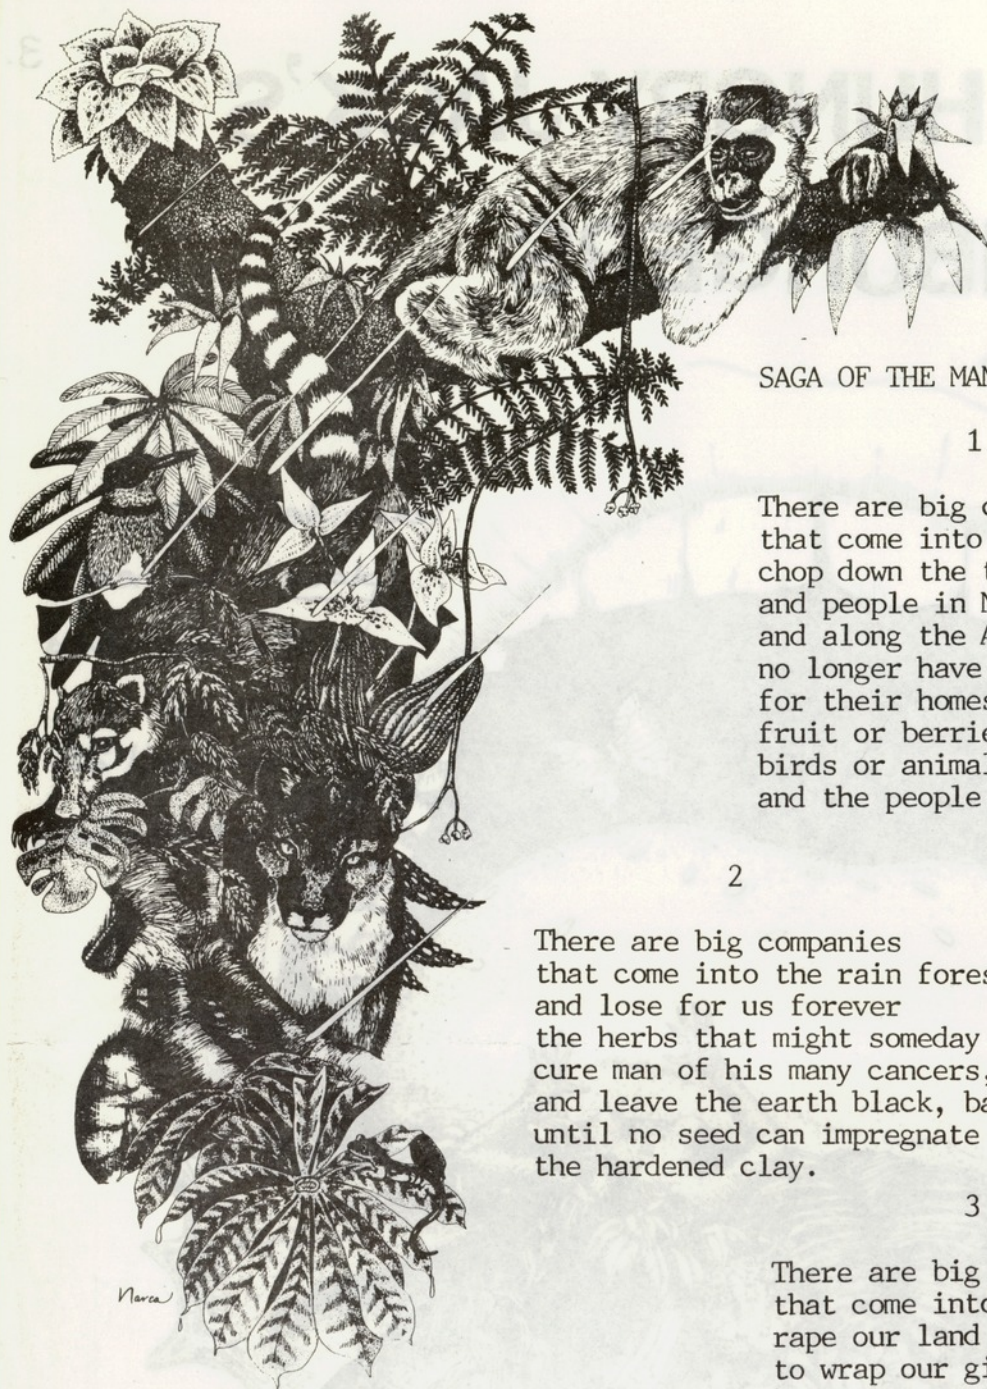 SAGA OF THE MAN
1
There are big c
that come into
chop down the t
and people in N
and along the A
no longer have
for their homes
fruit or berrie
birds or animal
and the people
2
There are big companies
that come into the rain fores
and lose for us forever
the herbs that might someday
cure man of his many cancers,
and leave the earth black, ba
until no seed can impregnate
the hardened clay.
3
There are big
that come into
rape our land
to wrap our gi
Narca